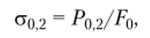 σ₀,₂ = P₀,₂/F₀,